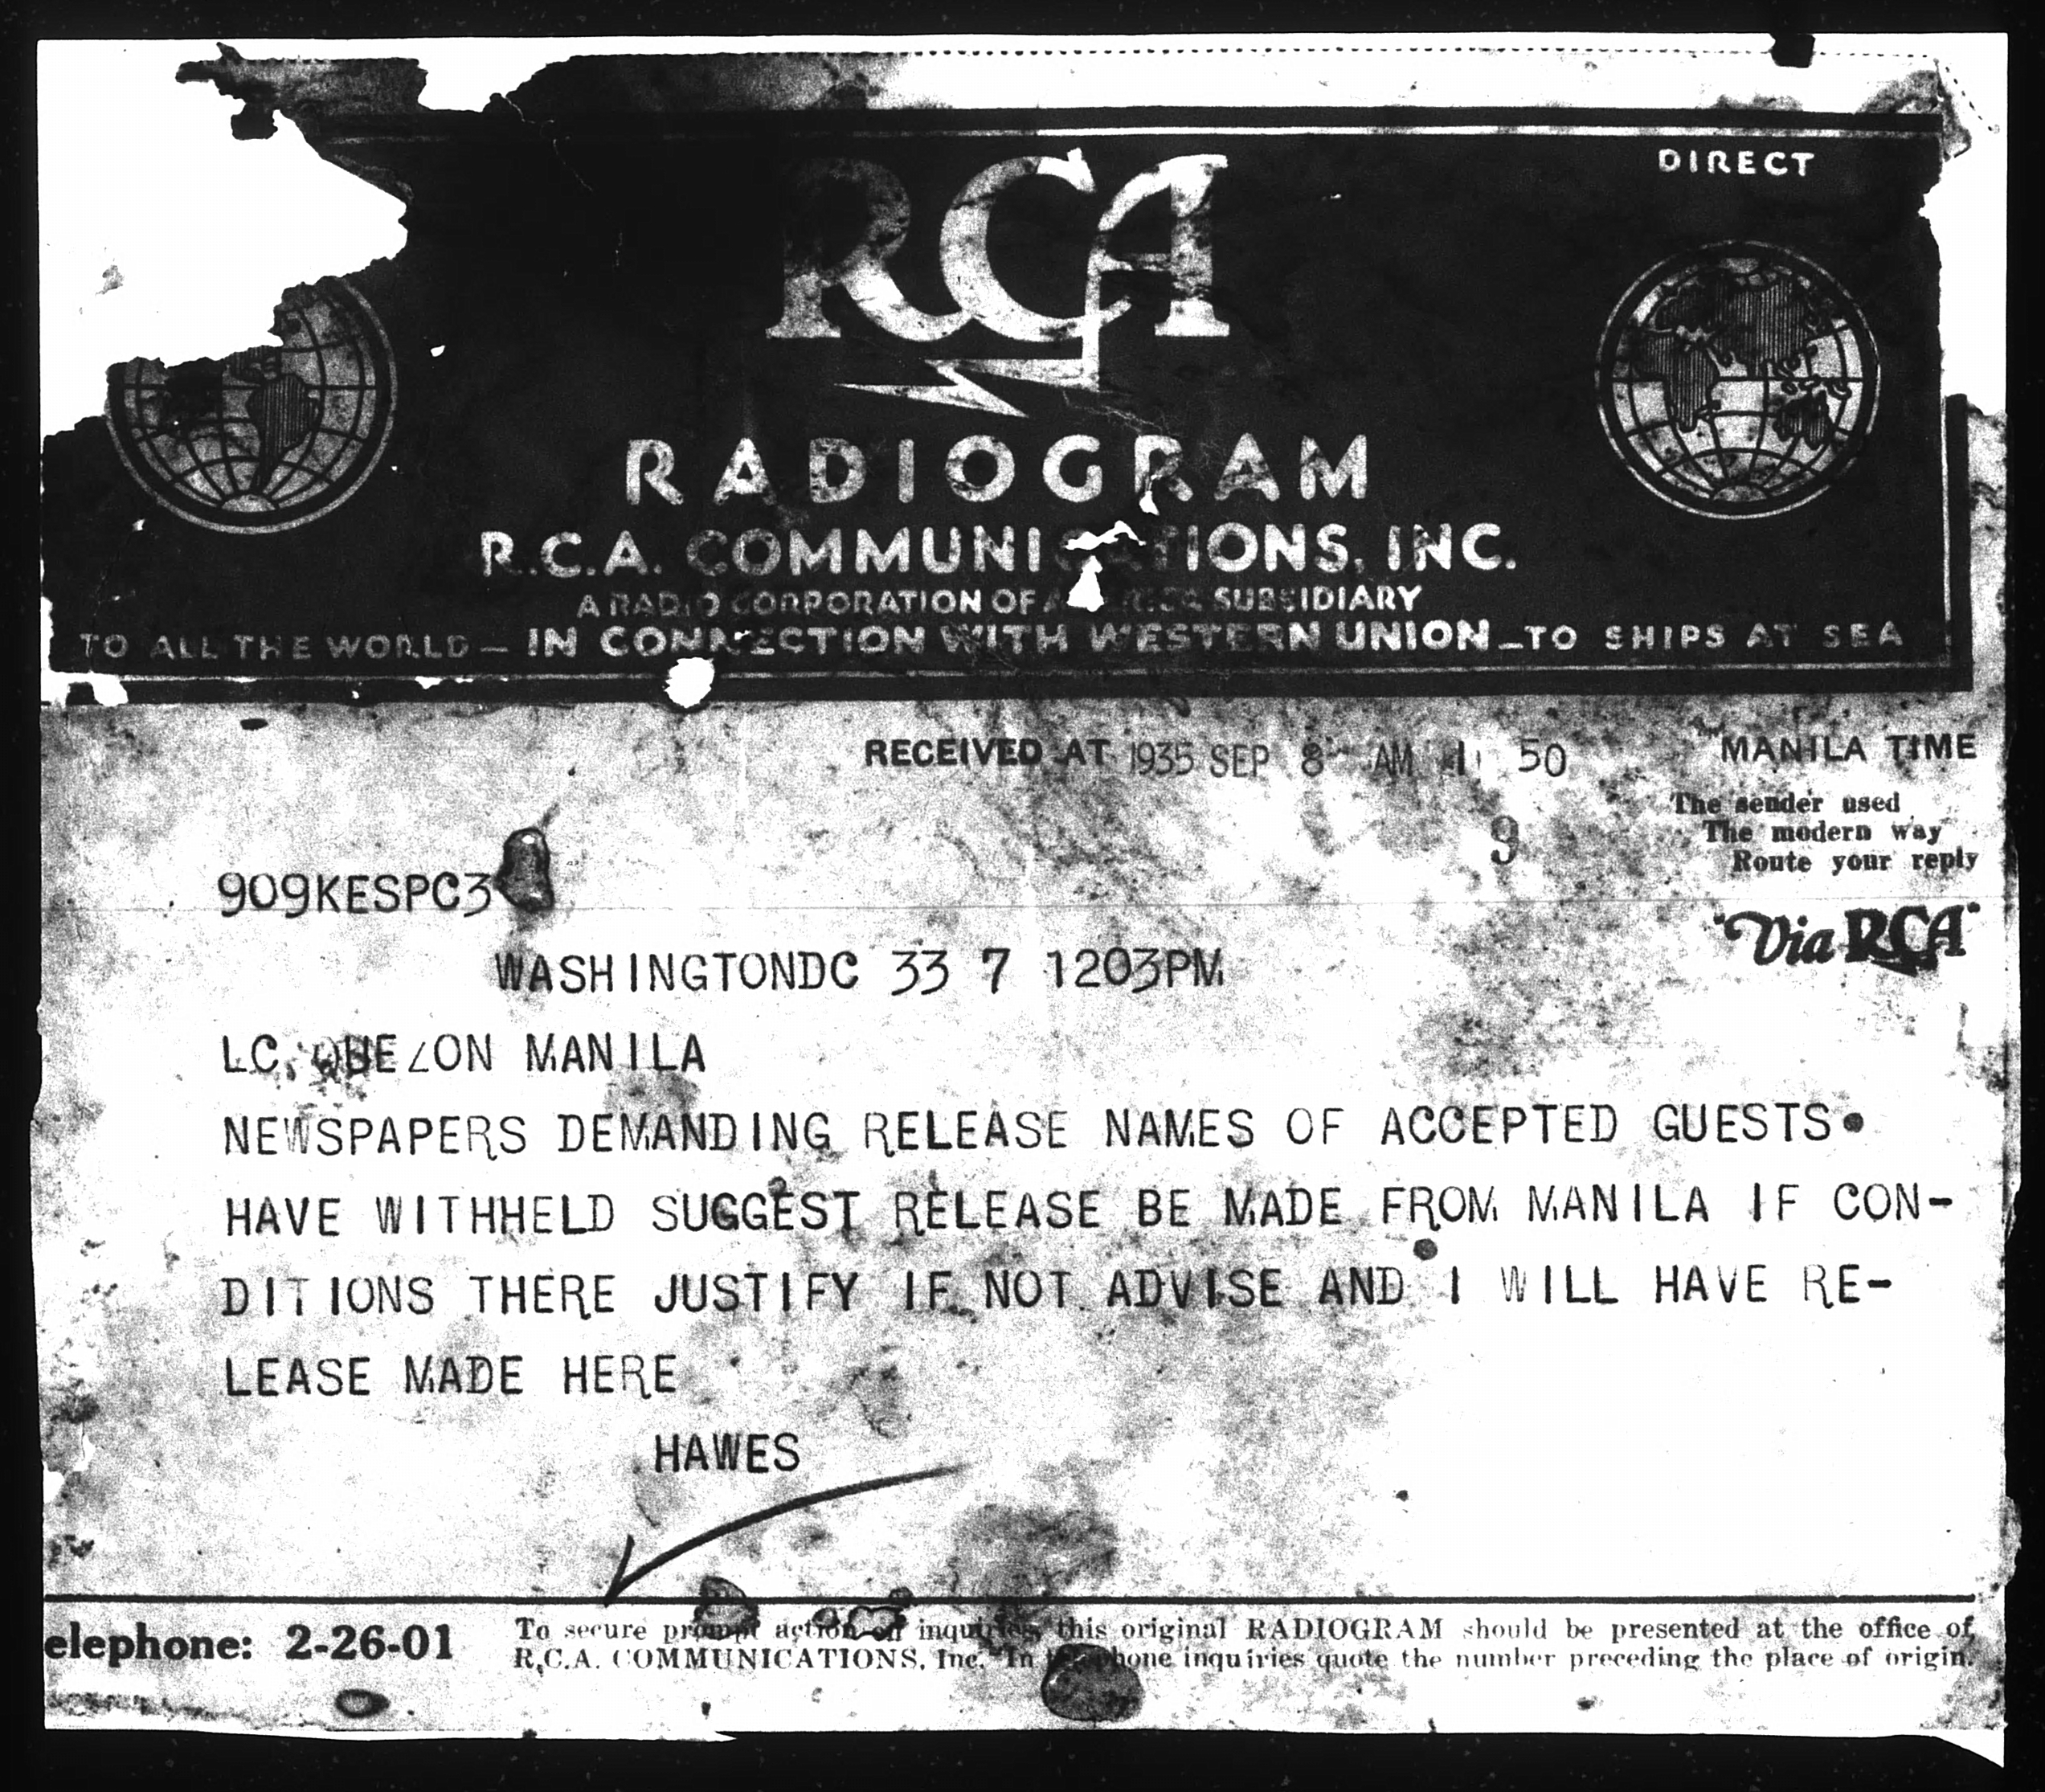 DIRECT
RCA
RADIOGRAM
R.C.A. COMMUNICATIONS, INC.
A RADIO CORPORATION OF SUBSIDIARY
TO ALL THE WORLD — IN CONNECTION WITH WESTERN UNION — TO SHIPS AT SEA
RECEIVED AT 1935 SEP 8 AM 50 MANILA TIME
The sender used
9 The modern way
Route your reply
909KESPC3
"Via RCA"
WASHINGTONDC 33 7 1203PM
LC. QUEZON MANILA
NEWSPAPERS DEMANDING RELEASE NAMES OF ACCEPTED GUESTS.
HAVE WITHHELD SUGGEST RELEASE BE MADE FROM MANILA IF CON-
DITIONS THERE JUSTIFY IF NOT ADVISE AND I WILL HAVE RE-
LEASE MADE HERE
HAWES
elephone: 2-26-01
To secure prompt action on inquiries, this original RADIOGRAM should be presented at the office of
R.C.A. COMMUNICATIONS, Inc. In telephone inquiries quote the number preceding the place of origin.